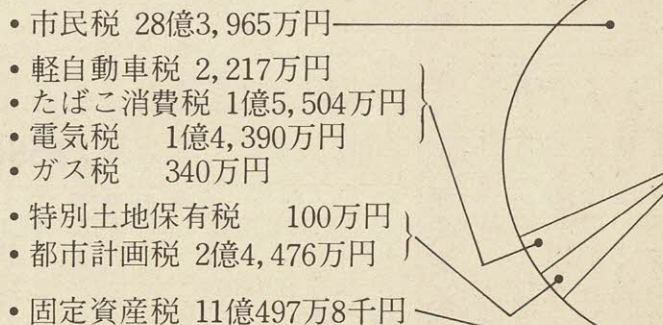 • 市民税 28億3,965万円
• 軽自動車税 2,217万円
• たばこ消費税 1億5,504万円
• 電気税 1億4,390万円
• ガス税 340万円
• 特別土地保有税 100万円
• 都市計画税 2億4,476万円
• 固定資産税 11億497万8千円